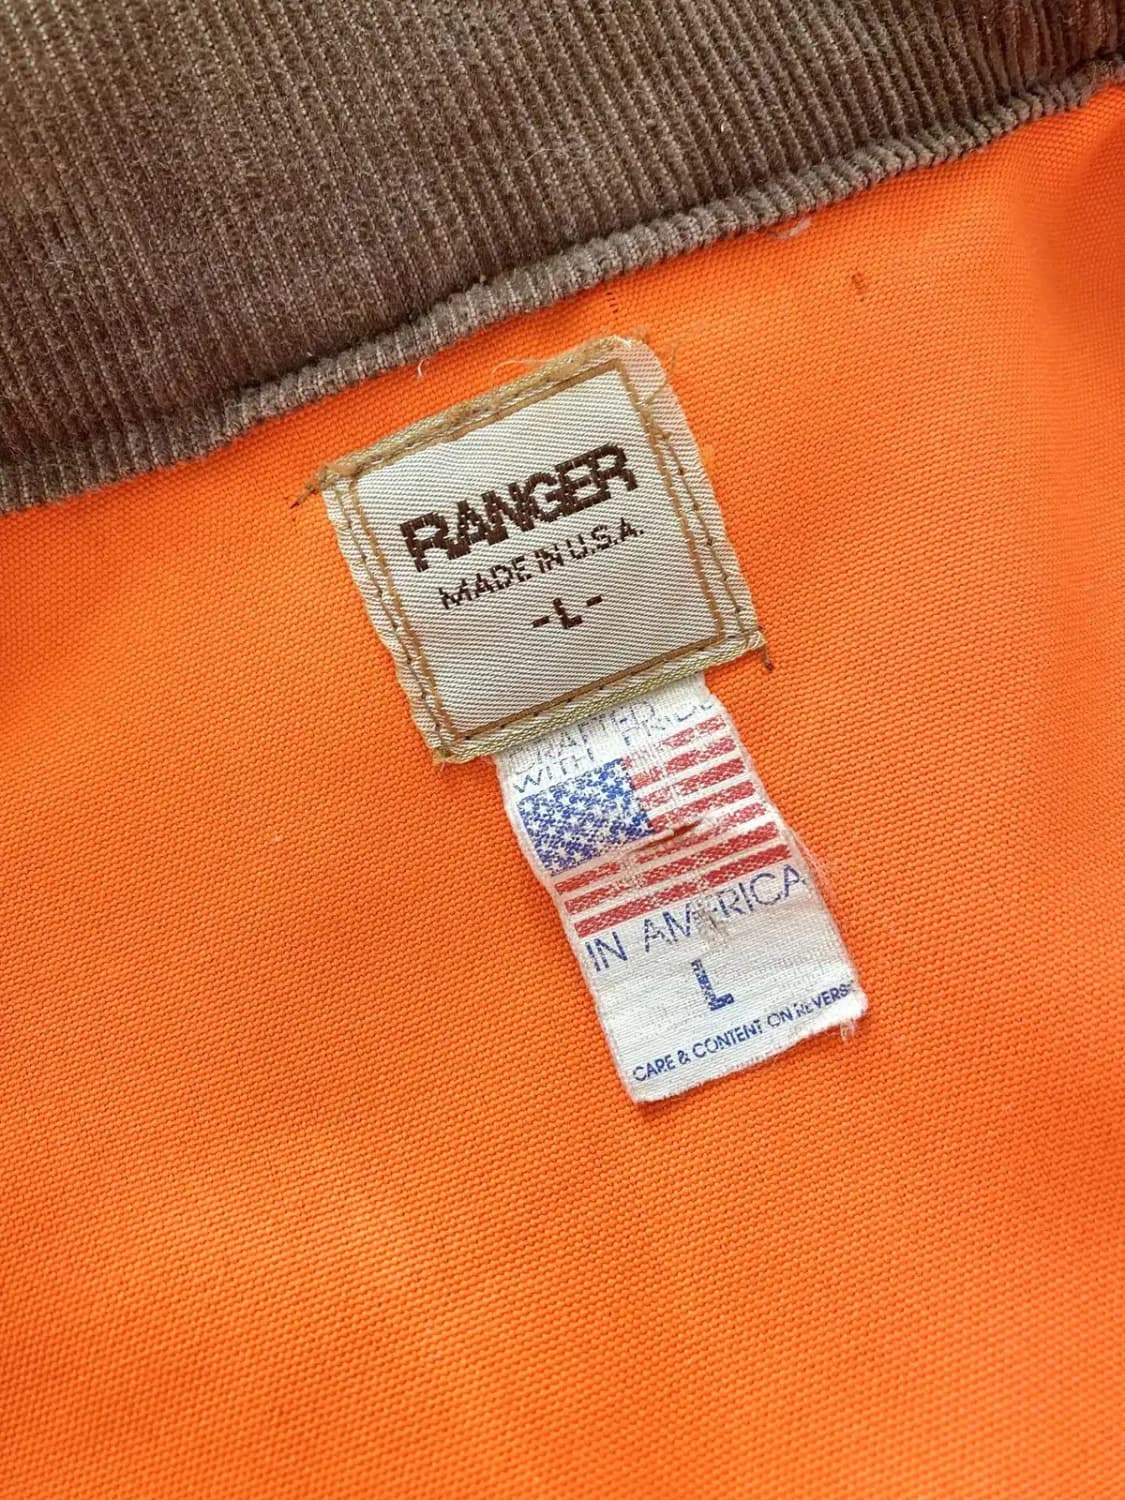 RANGER
MADE IN U.S.A.
-L-
CRAFTED
WITH PRIDE
IN AMERICA
L
CARE & CONTENT ON REVERSE